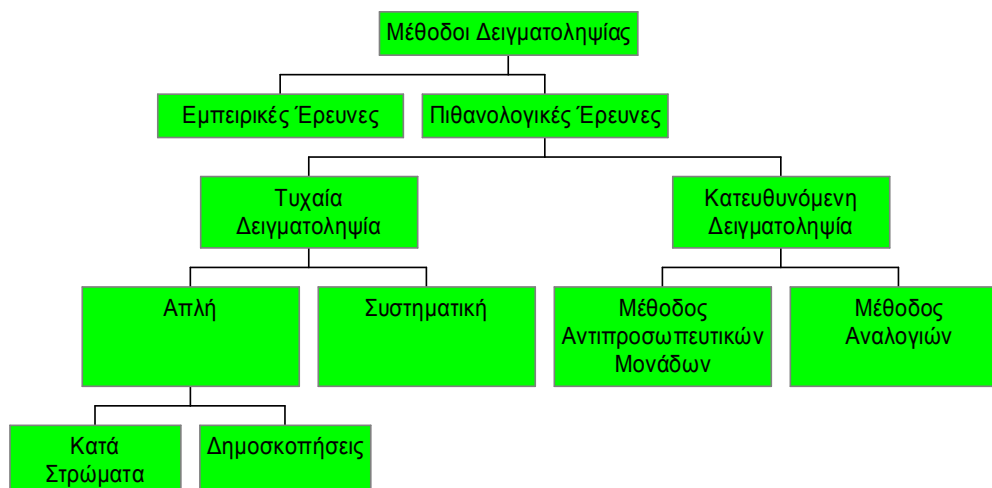 Μέθοδοι Δειγματοληψίας
Εμπειρικές Έρευνες
Πιθανολογικές Έρευνες
Τυχαία
Δειγματοληψία
Κατευθυνόμενη
Δειγματοληψία
Απλή
Συστηματική
Μέθοδος
Αντιπροσωπευτικών
Μονάδων
Μέθοδος
Αναλογιών
Κατά
Στρώματα
Δημοσκοπήσεις